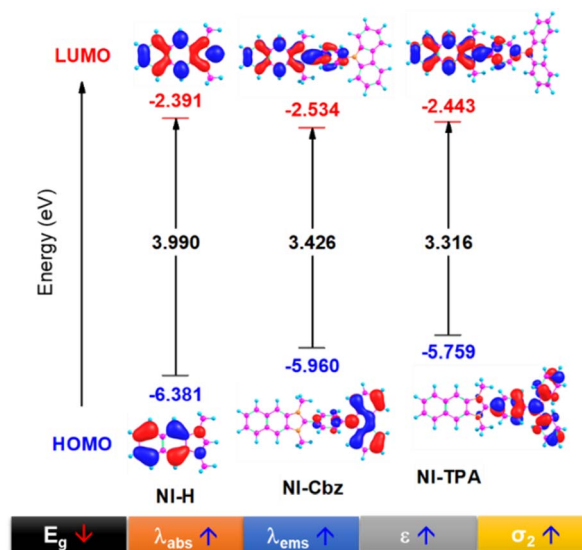 LUMO
-2.391
-2.534
-2.443
Energy (eV)
3.990
3.426
3.316
-6.381
-5.960
-5.759
HOMO
NI-H
NI-Cbz
NI-TPA
Eg ↓
λabs ↑
λems ↑
ε ↑
σ2 ↑